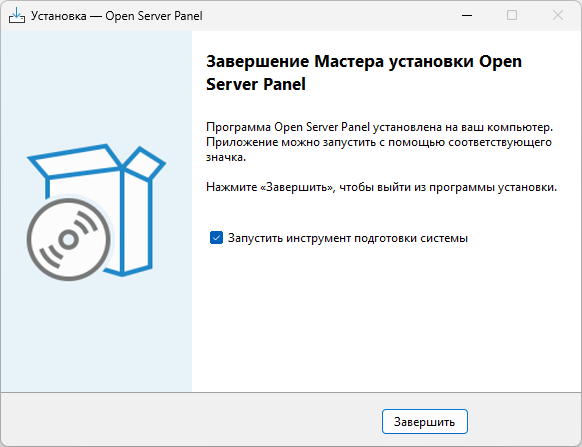 Установка — Open Server Panel
Завершение Мастера установки Open
Server Panel
Программа Open Server Panel установлена на ваш компьютер.
Приложение можно запустить с помощью соответствующего
значка.
Нажмите «Завершить», чтобы выйти из программы установки.
Запустить инструмент подготовки системы
Завершить